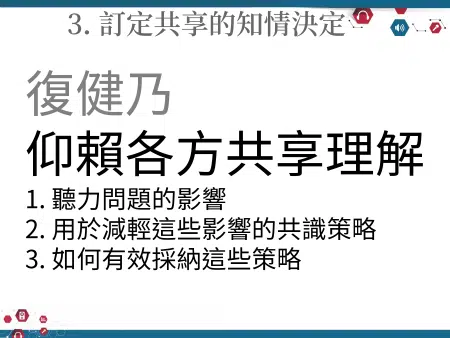 3. 訂定共享的知情決定
復健乃
仰賴各方共享理解
1. 聽力問題的影響
2. 用於減輕這些影響的共識策略
3. 如何有效採納這些策略